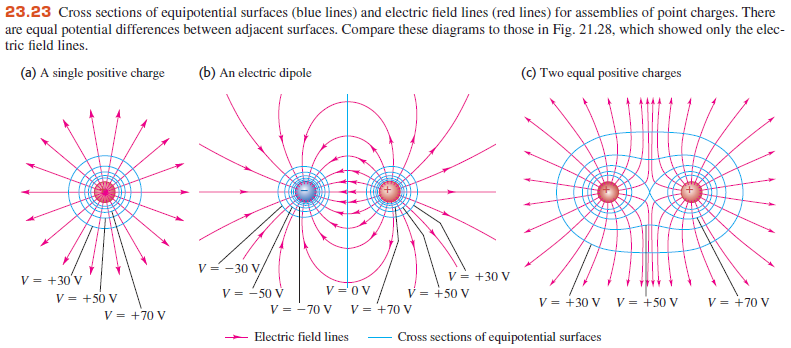 23.23 Cross sections of equipotential surfaces (blue lines) and electric field lines (red lines) for assemblies of point charges. There
are equal potential differences between adjacent surfaces. Compare these diagrams to those in Fig. 21.28, which showed only the elec-
tric field lines.
(a) A single positive charge
(b) An electric dipole
(c) Two equal positive charges
+
−
+
+
+
V = +30 V
V = +50 V
V = +70 V
V = −30 V
V = −50 V
V = −70 V
V = 0 V
V = +70 V
V = +50 V
V = +30 V
V = +30 V
V = +50 V
V = +70 V
Electric field lines
Cross sections of equipotential surfaces